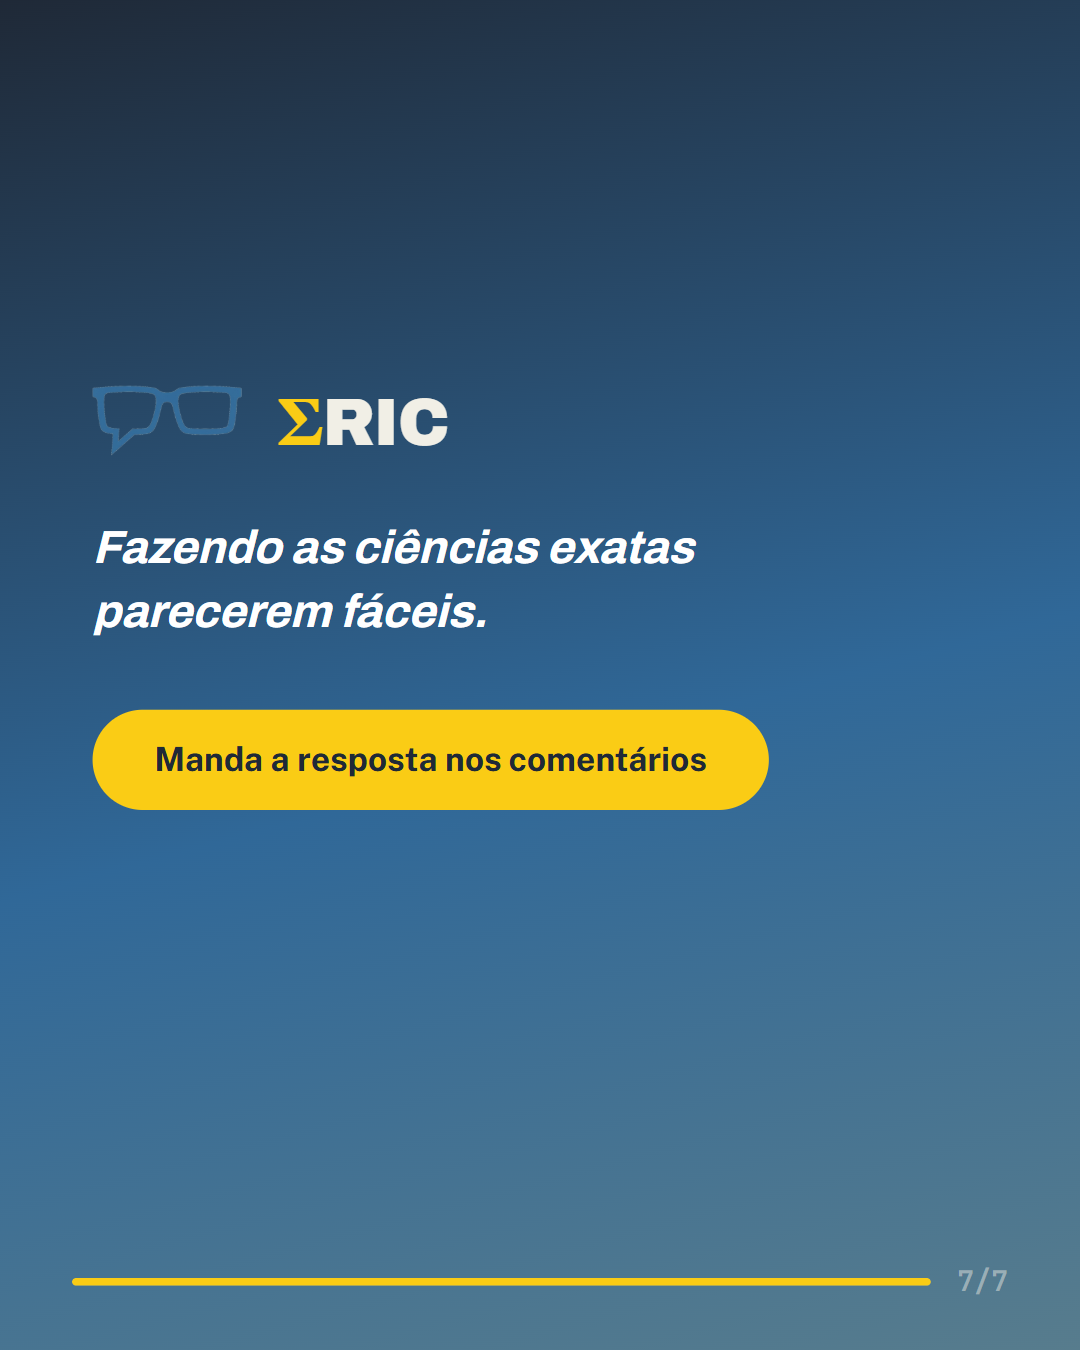 ΣRIC
Fazendo as ciências exatas
parecerem fáceis.
Manda a resposta nos comentários
7/7